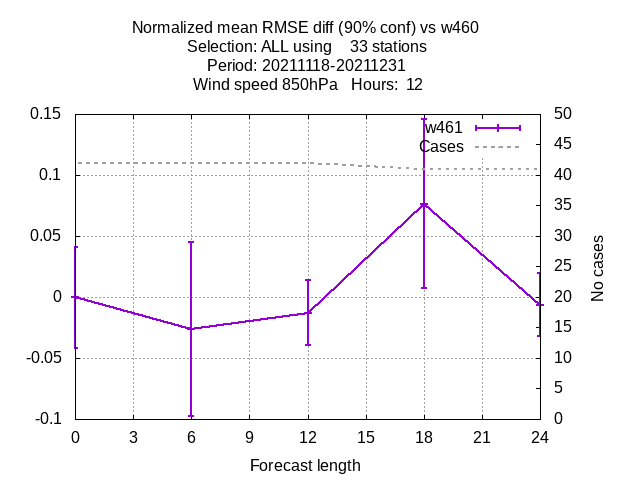 Normalized mean RMSE diff (90% conf) vs w460
Selection: ALL using    33 stations
Period: 20211118-20211231
Wind speed 850hPa   Hours:  12
0.15
0.1
0.05
0
-0.05
-0.1
50
45
40
35
30
25
20
15
10
5
0
w461
Cases
No cases
0 3 6 9 12 15 18 21 24
Forecast length